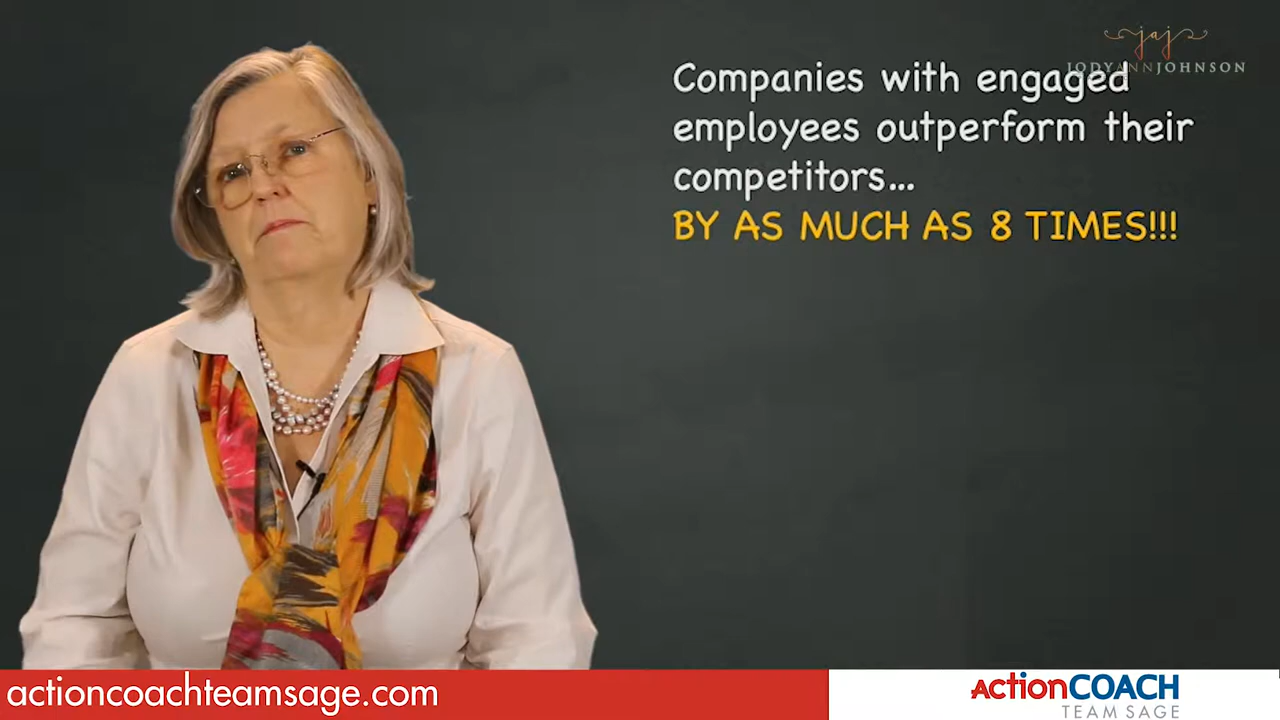 jaj
JODYANNJOHNSON
Companies with engaged
employees outperform their
competitors...
BY AS MUCH AS 8 TIMES!!!
actioncoachteamsage.com
ActionCOACH
TEAM SAGE